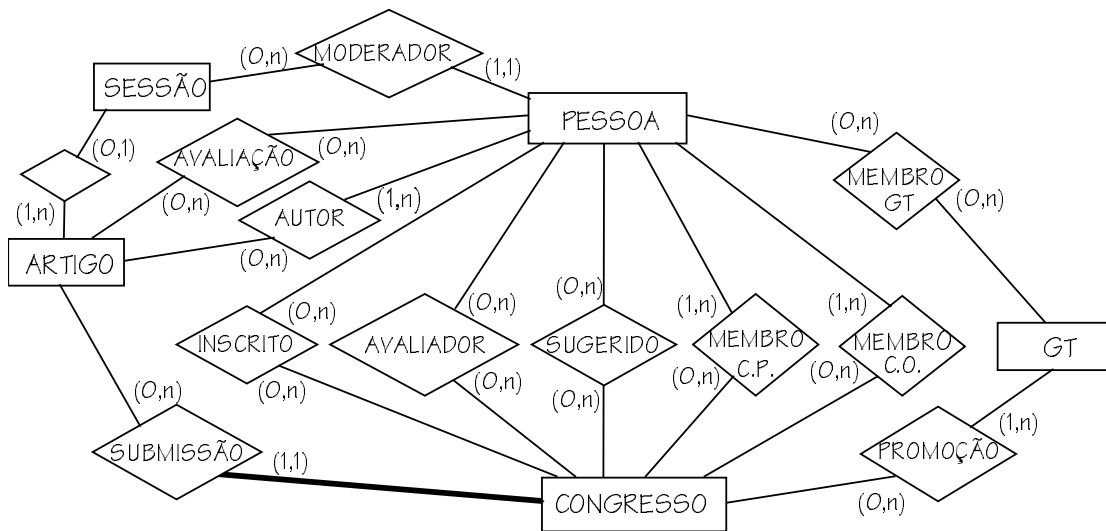 MODERADOR
(0,n)
(1,1)
SESSÃO
PESSOA
(0,1)
AVALIAÇÃO
(0,n)
(0,n)
(0,n)
MEMBRO
GT
(0,n)
(1,n)
AUTOR
(1,n)
(0,n)
ARTIGO
(0,n)
(0,n)
(0,n)
(1,n)
(1,n)
INSCRITO
AVALIADOR
SUGERIDO
MEMBRO
C.P.
MEMBRO
C.O.
GT
(0,n)
(0,n)
(0,n)
(0,n)
(0,n)
(0,n)
SUBMISSÃO
(1,1)
(1,n)
PROMOÇÃO
(0,n)
CONGRESSO